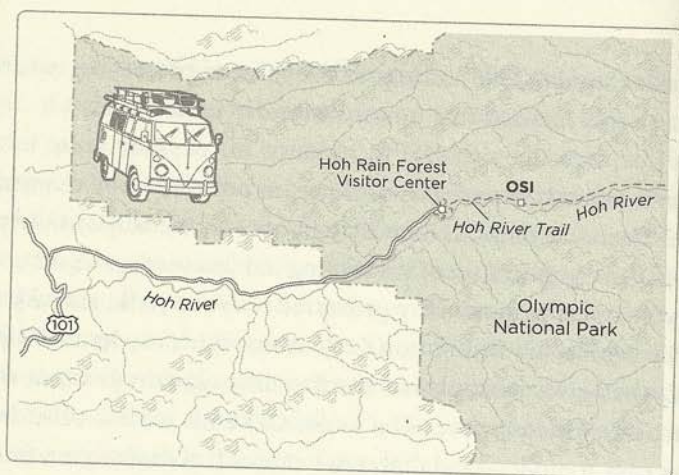 Hoh Rain Forest
Visitor Center
OSI
Hoh River
Hoh River Trail
Hoh River
101
Olympic
National Park